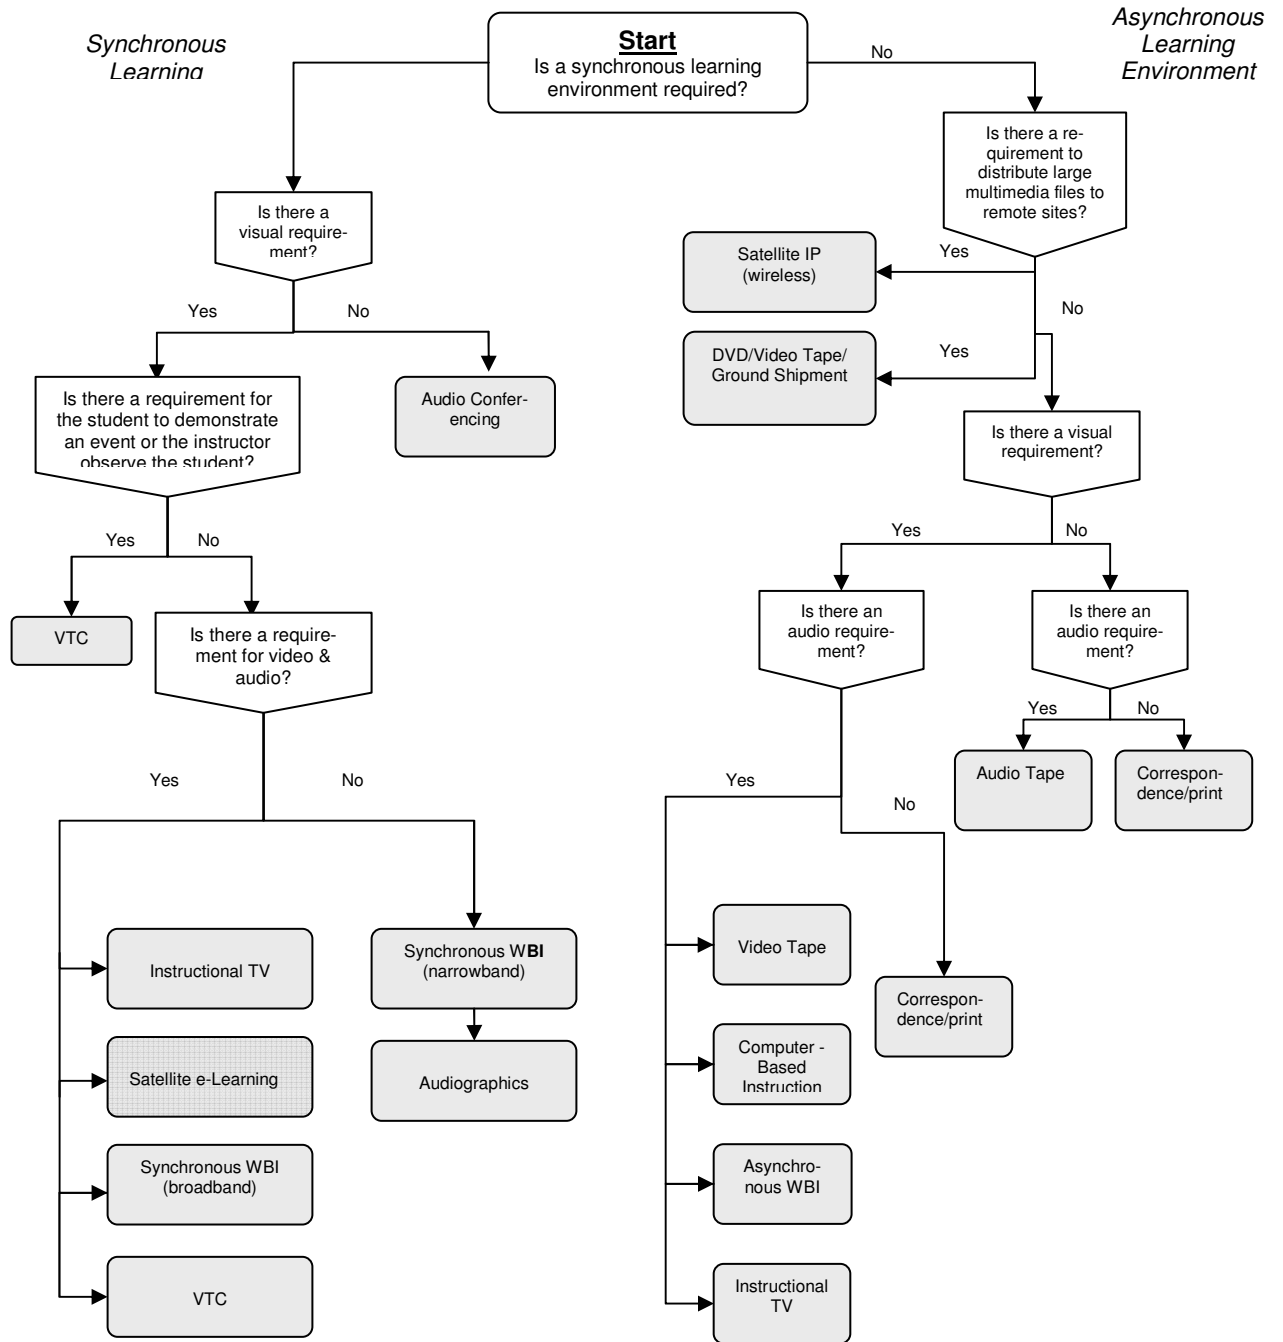 Synchronous
Learning
Start
Is a synchronous learning
environment required?
No
Asynchronous
Learning
Environment
Is there a re-
quirement to
distribute large
multimedia files to
remote sites?
Is there a
visual require-
ment?
Yes
No
Satellite IP
(wireless)
Yes
No
DVD/Video Tape/
Ground Shipment
Yes
Is there a requirement for
the student to demonstrate
an event or the instructor
observe the student?
Audio Confer-
encing
Is there a visual
requirement?
Yes
No
Yes
No
VTC
Is there a require-
ment for video &
audio?
Is there an
audio require-
ment?
Is there an
audio require-
ment?
Yes
No
Audio Tape
Correspon-
dence/print
Yes
No
Yes
No
Instructional TV
Synchronous WBI
(narrowband)
Video Tape
Correspon-
dence/print
Satellite e-Learning
Audiographics
Computer -
Based
Instruction
Synchronous WBI
(broadband)
Asynchro-
nous WBI
VTC
Instructional
TV